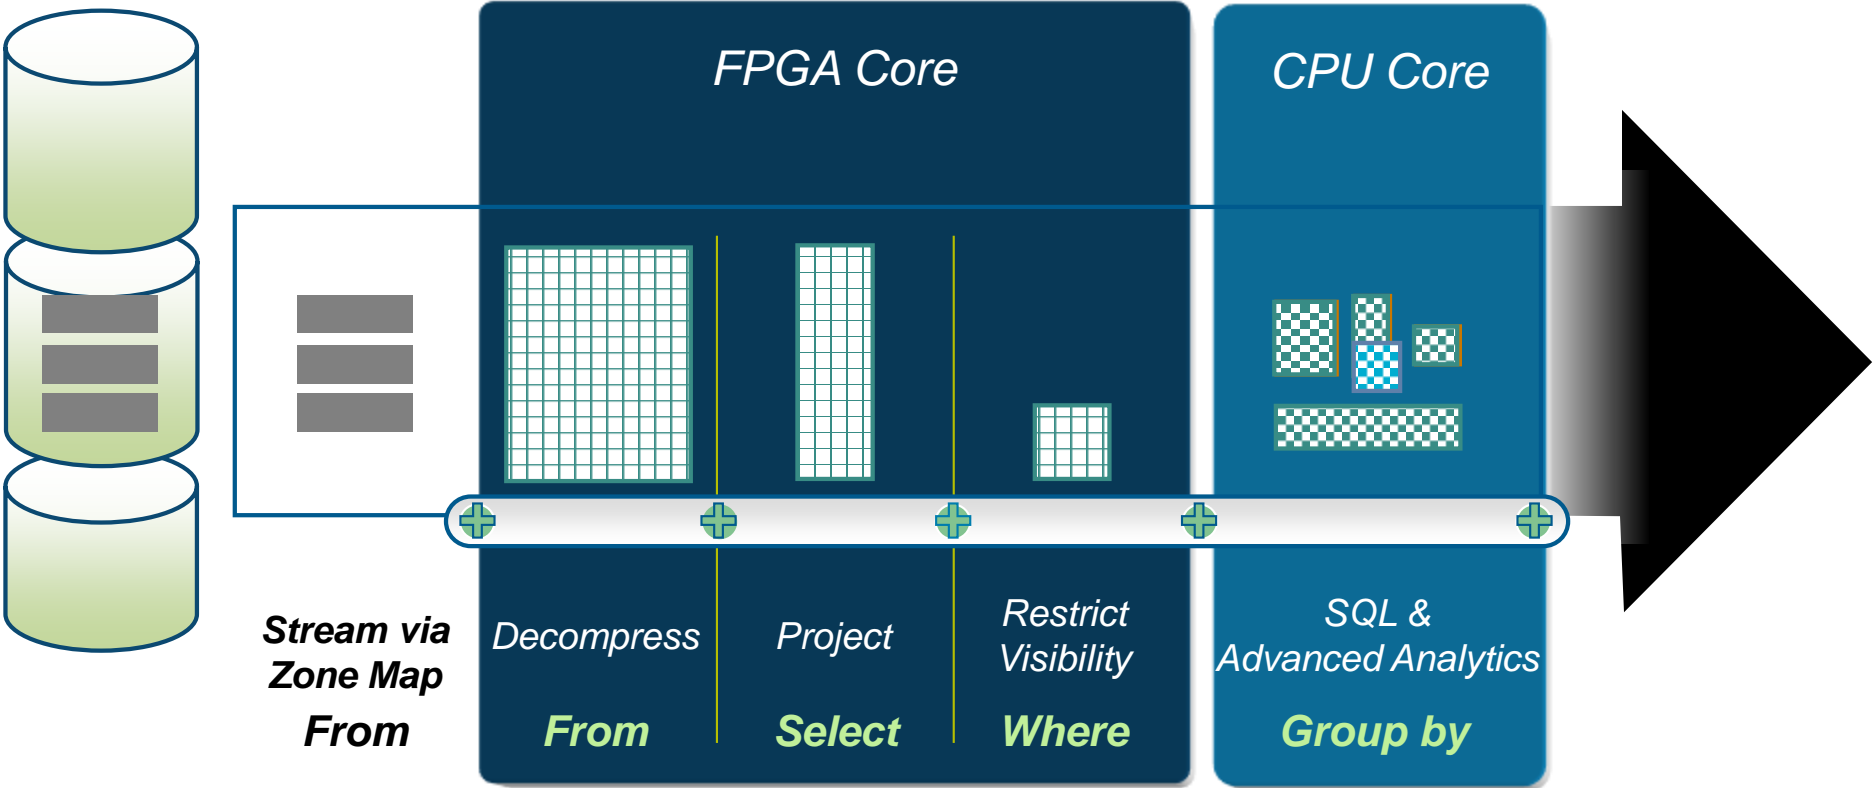 FPGA Core
CPU Core
Stream via
Zone Map
From
Decompress
From
Project
Select
Restrict
Visibility
Where
SQL &
Advanced Analytics
Group by